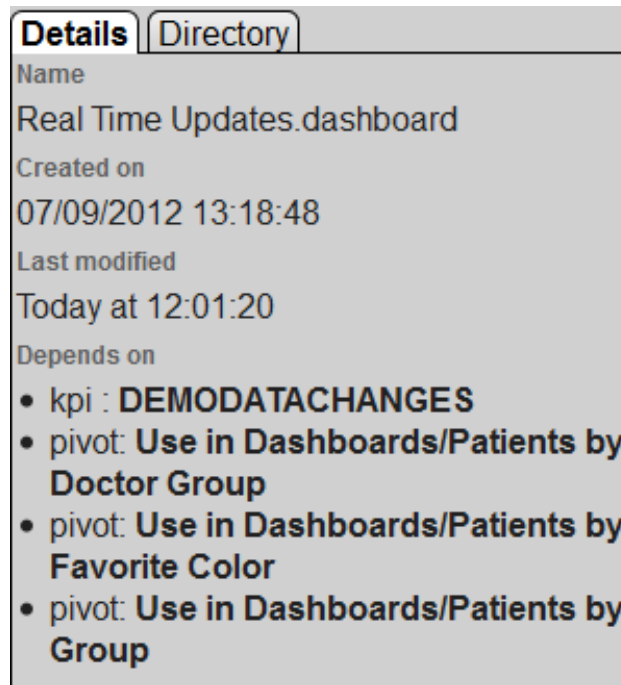 Details Directory
Name
Real Time Updates.dashboard
Created on
07/09/2012 13:18:48
Last modified
Today at 12:01:20
Depends on
• kpi : DEMODATACHANGES
• pivot: Use in Dashboards/Patients by
Doctor Group
• pivot: Use in Dashboards/Patients by
Favorite Color
• pivot: Use in Dashboards/Patients by
Group